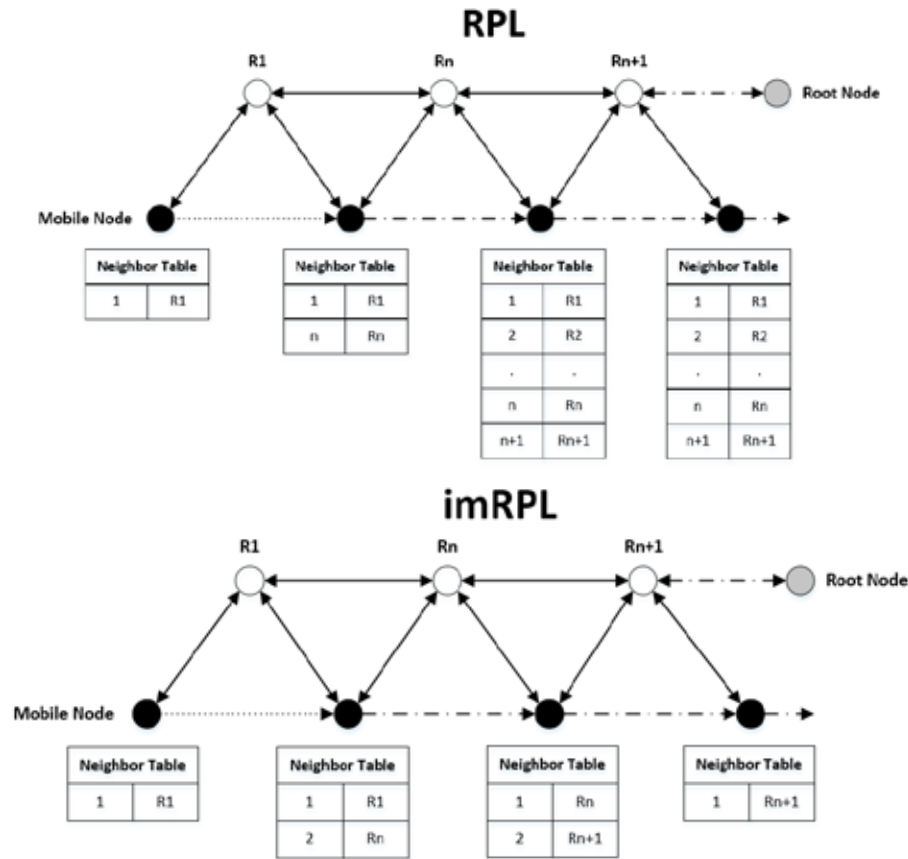 RPL
R1 Rn Rn+1
Root Node
Mobile Node
Neighbor Table Neighbor Table Neighbor Table Neighbor Table
1 R1 1 R1 1 R1 1 R1
n Rn 2 R2 2 R2
. . . .
n Rn n Rn
n+1 Rn+1 n+1 Rn+1
imRPL
R1 Rn Rn+1
Root Node
Mobile Node
Neighbor Table Neighbor Table Neighbor Table Neighbor Table
1 R1 1 R1 1 Rn 1 Rn+1
2 Rn 2 Rn+1